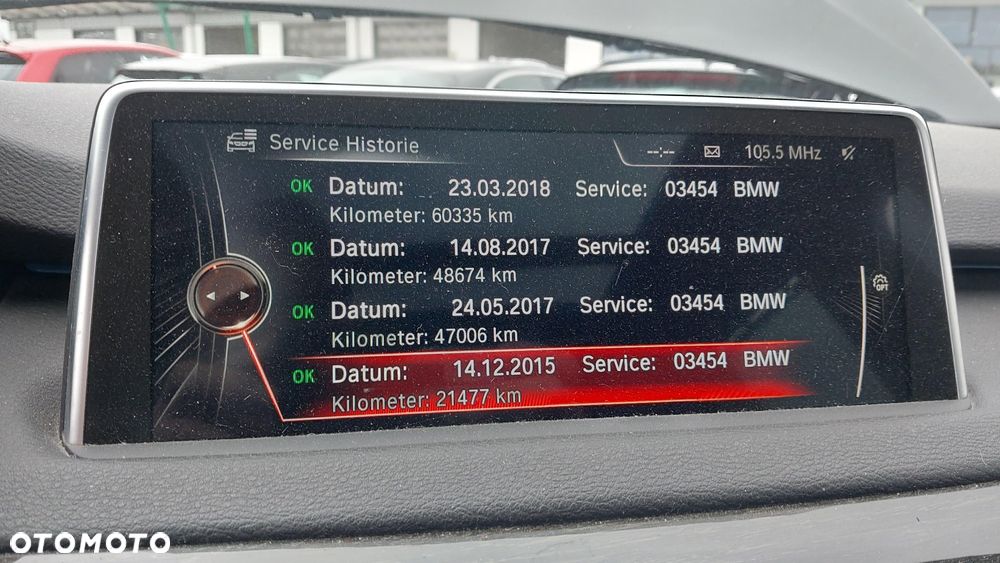 Service Historie
--:-- 105.5 MHz
OK Datum: 23.03.2018 Service: 03454 BMW
Kilometer: 60335 km
OK Datum: 14.08.2017 Service: 03454 BMW
Kilometer: 48674 km
OK Datum: 24.05.2017 Service: 03454 BMW
Kilometer: 47006 km
OK Datum: 14.12.2015 Service: 03454 BMW
Kilometer: 21477 km
OPT
OTOMOTO